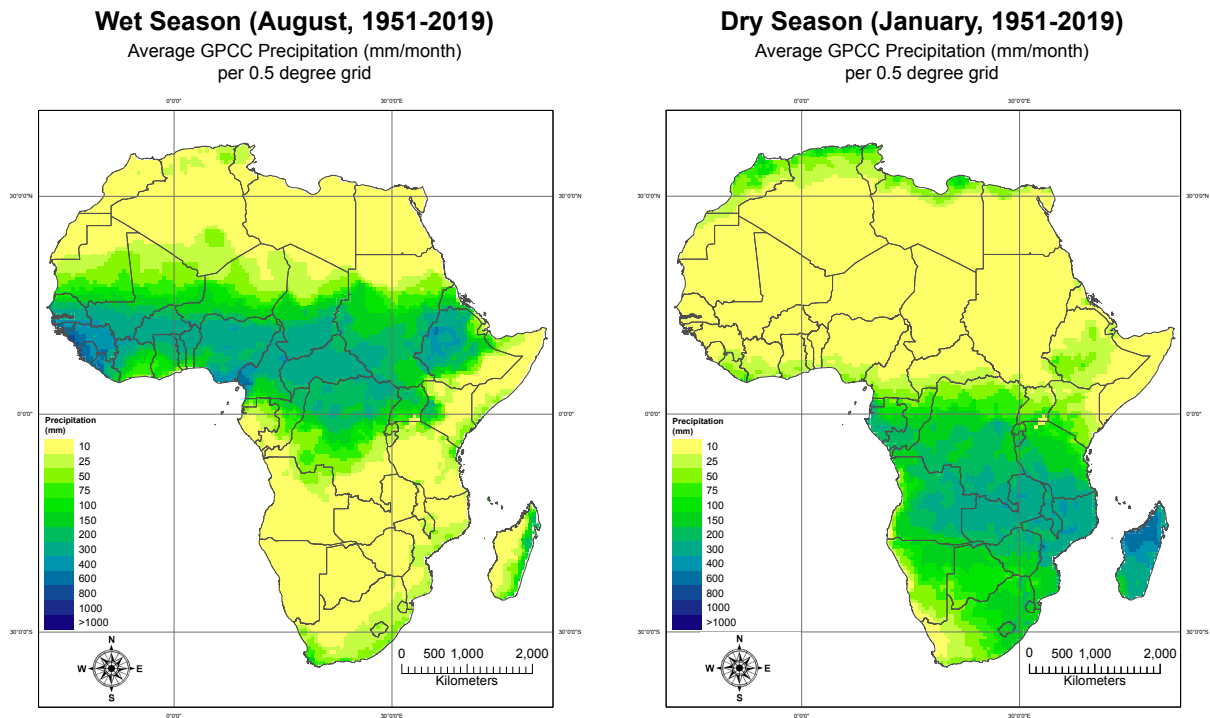 Wet Season (August, 1951-2019)
Average GPCC Precipitation (mm/month)
per 0.5 degree grid
0°0'0"
30°0'0"E
30°0'0"N
30°0'0"N
0°0'0"
0°0'0"
Precipitation
(mm)
10
25
50
75
100
150
200
300
400
600
800
1000
>1000
30°0'0"S
30°0'0"S
N
W
E
S
0 500 1,000 2,000
Kilometers
0°0'0"
30°0'0"E
Dry Season (January, 1951-2019)
Average GPCC Precipitation (mm/month)
per 0.5 degree grid
0°0'0"
30°0'0"E
30°0'0"N
30°0'0"N
0°0'0"
0°0'0"
Precipitation
(mm)
10
25
50
75
100
150
200
300
400
600
800
1000
>1000
30°0'0"S
30°0'0"S
N
W
E
S
0 500 1,000 2,000
Kilometers
0°0'0"
30°0'0"E